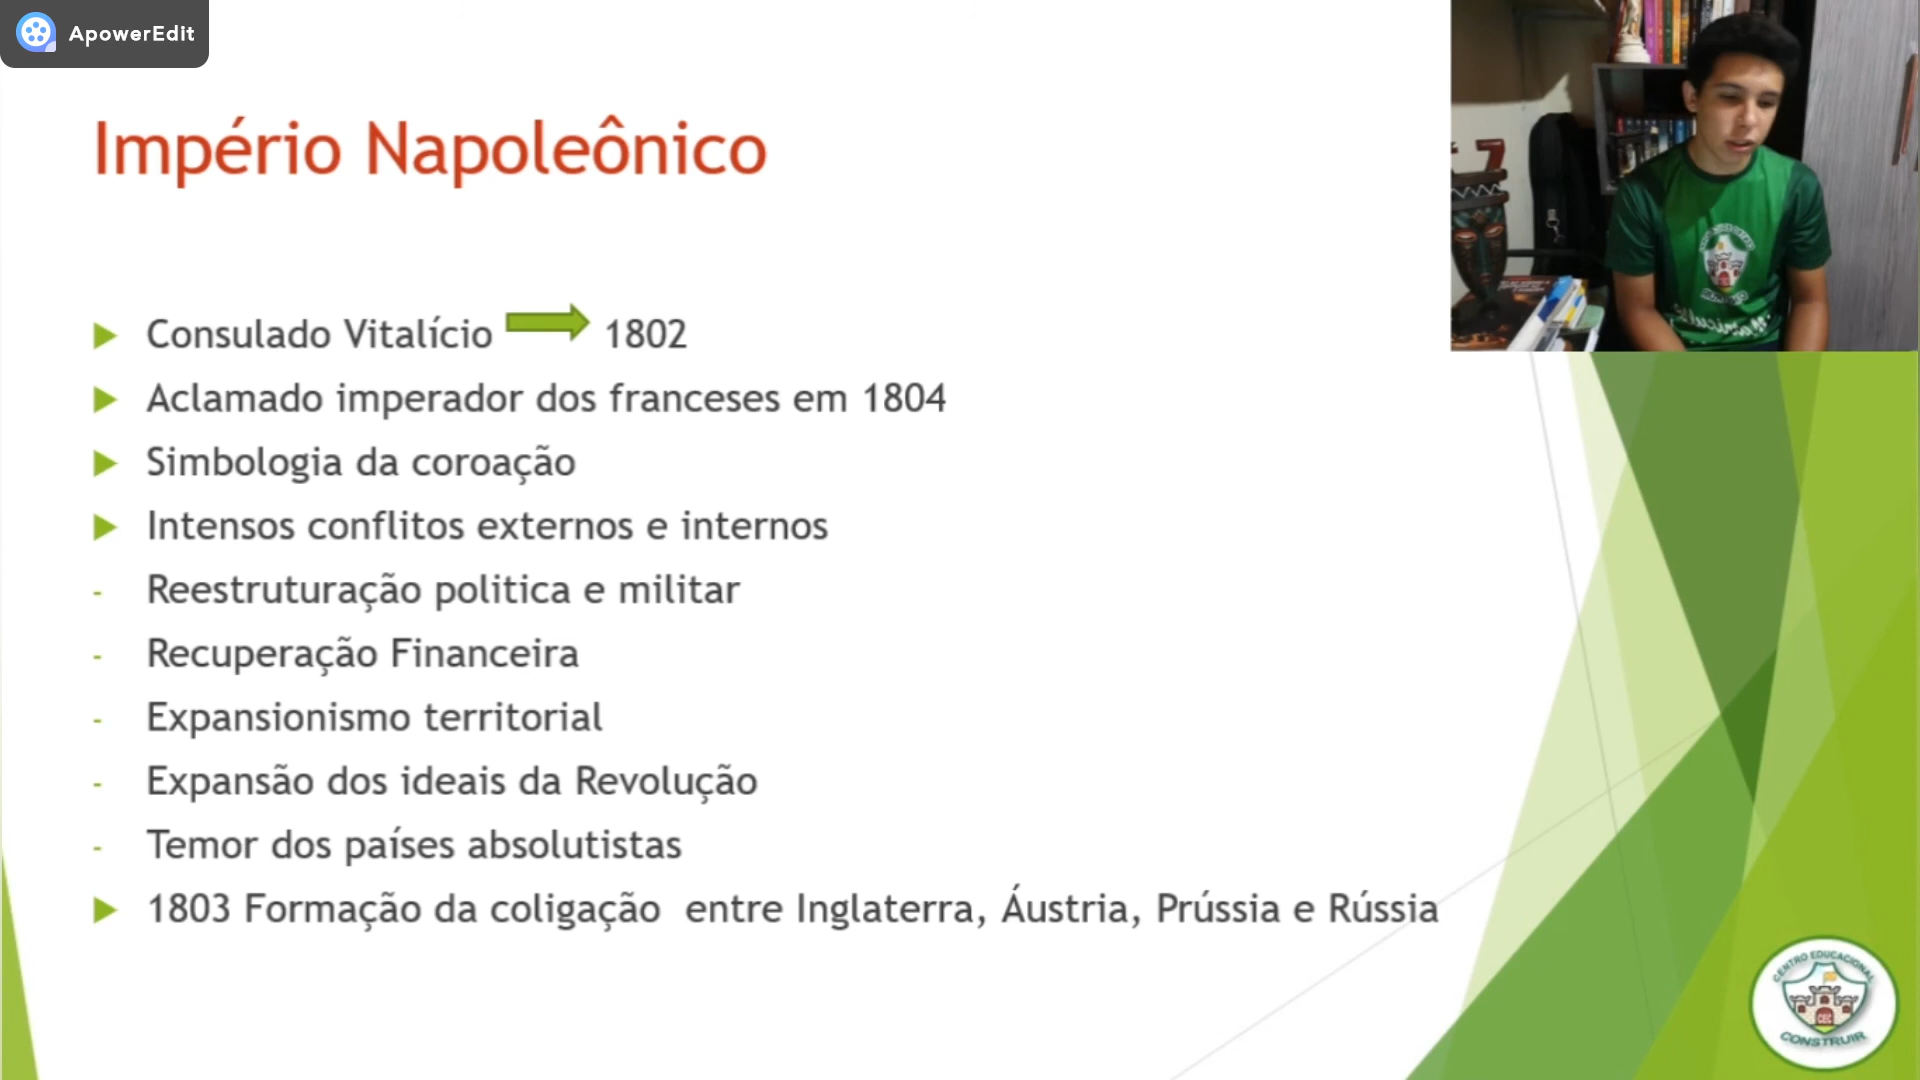 ApowerEdit
Império Napoleônico
Consulado Vitalício 1802
Aclamado imperador dos franceses em 1804
Simbologia da coroação
Intensos conflitos externos e internos
- Reestruturação politica e militar
- Recuperação Financeira
- Expansionismo territorial
- Expansão dos ideais da Revolução
- Temor dos países absolutistas
1803 Formação da coligação entre Inglaterra, Áustria, Prússia e Rússia
CENTRO EDUCACIONAL
CEC
CONSTRUIR